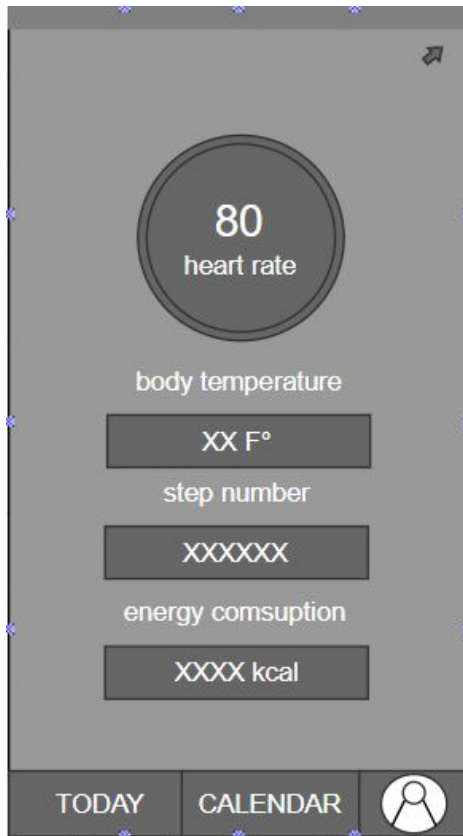 80
heart rate
body temperature
XX F°
step number
XXXXXX
energy comsuption
XXXX kcal
TODAY
CALENDAR